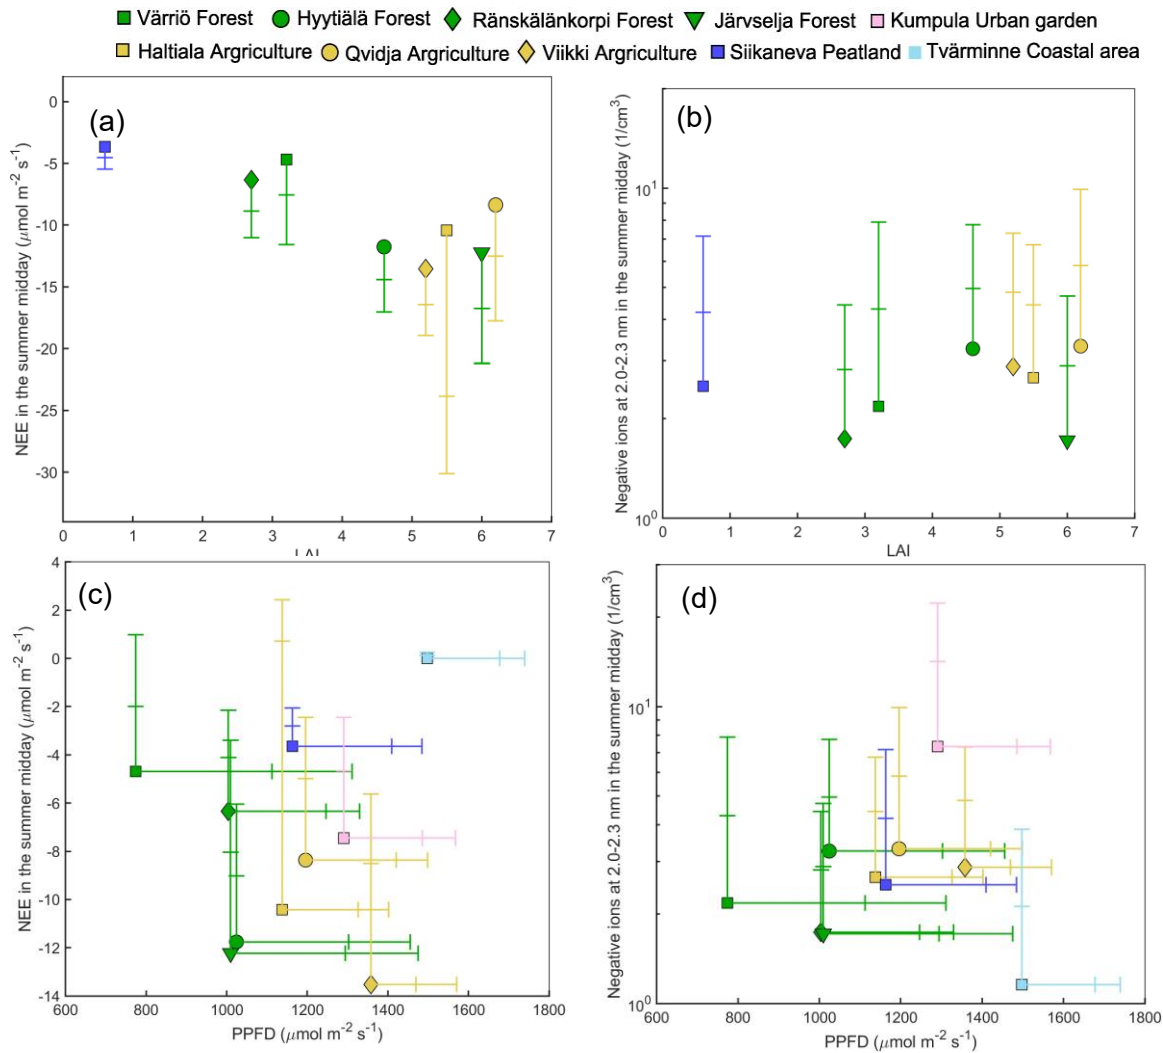 Värriö Forest Hyytiälä Forest Ränskälänkorpi Forest Järvselja Forest Kumpula Urban garden
Haltiala Argriculture Qvidja Argriculture Viikki Argriculture Siikaneva Peatland Tvärminne Coastal area
(a)
NEE in the summer midday (μmol m-2 s-1)
0
-5
-10
-15
-20
-25
-30
0 1 2 3 4 5 6 7
LAI
(b)
Negative ions at 2.0-2.3 nm in the summer midday (1/cm3)
101
100
0 1 2 3 4 5 6 7
LAI
(c)
NEE in the summer midday (μmol m-2 s-1)
4
2
0
-2
-4
-6
-8
-10
-12
-14
600 800 1000 1200 1400 1600 1800
PPFD (μmol m-2 s-1)
(d)
Negative ions at 2.0-2.3 nm in the summer midday (1/cm3)
101
100
600 800 1000 1200 1400 1600 1800
PPFD (μmol m-2 s-1)